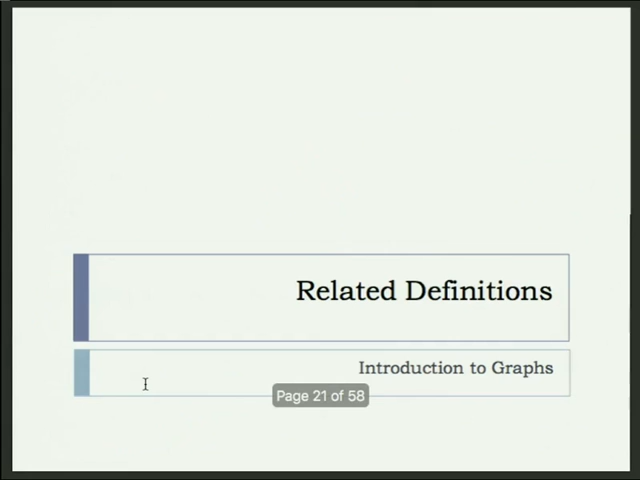 Related Definitions
Introduction to Graphs
Page 21 of 58